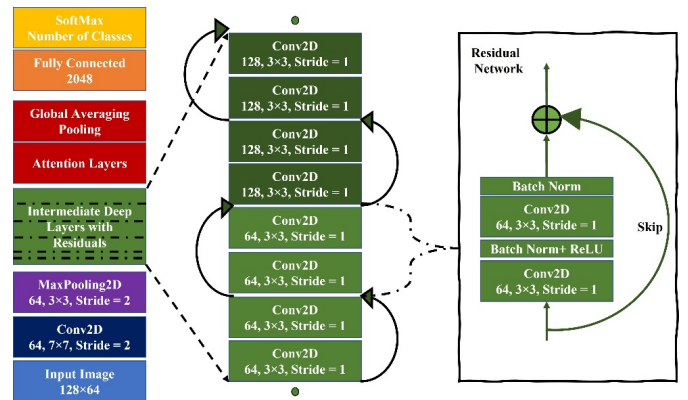 SoftMax
Number of Classes
Fully Connected
2048
Global Averaging
Pooling
Attention Layers
Intermediate Deep
Layers with
Residuals
MaxPooling2D
64, 3×3, Stride = 2
Conv2D
64, 7×7, Stride = 2
Input Image
128×64
Conv2D
128, 3×3, Stride = 1
Conv2D
128, 3×3, Stride = 1
Conv2D
128, 3×3, Stride = 1
Conv2D
128, 3×3, Stride = 1
Conv2D
64, 3×3, Stride = 1
Conv2D
64, 3×3, Stride = 1
Conv2D
64, 3×3, Stride = 1
Conv2D
64, 3×3, Stride = 1
Residual
Network
Batch Norm
Conv2D
64, 3×3, Stride = 1
Batch Norm+ ReLU
Conv2D
64, 3×3, Stride = 1
Skip